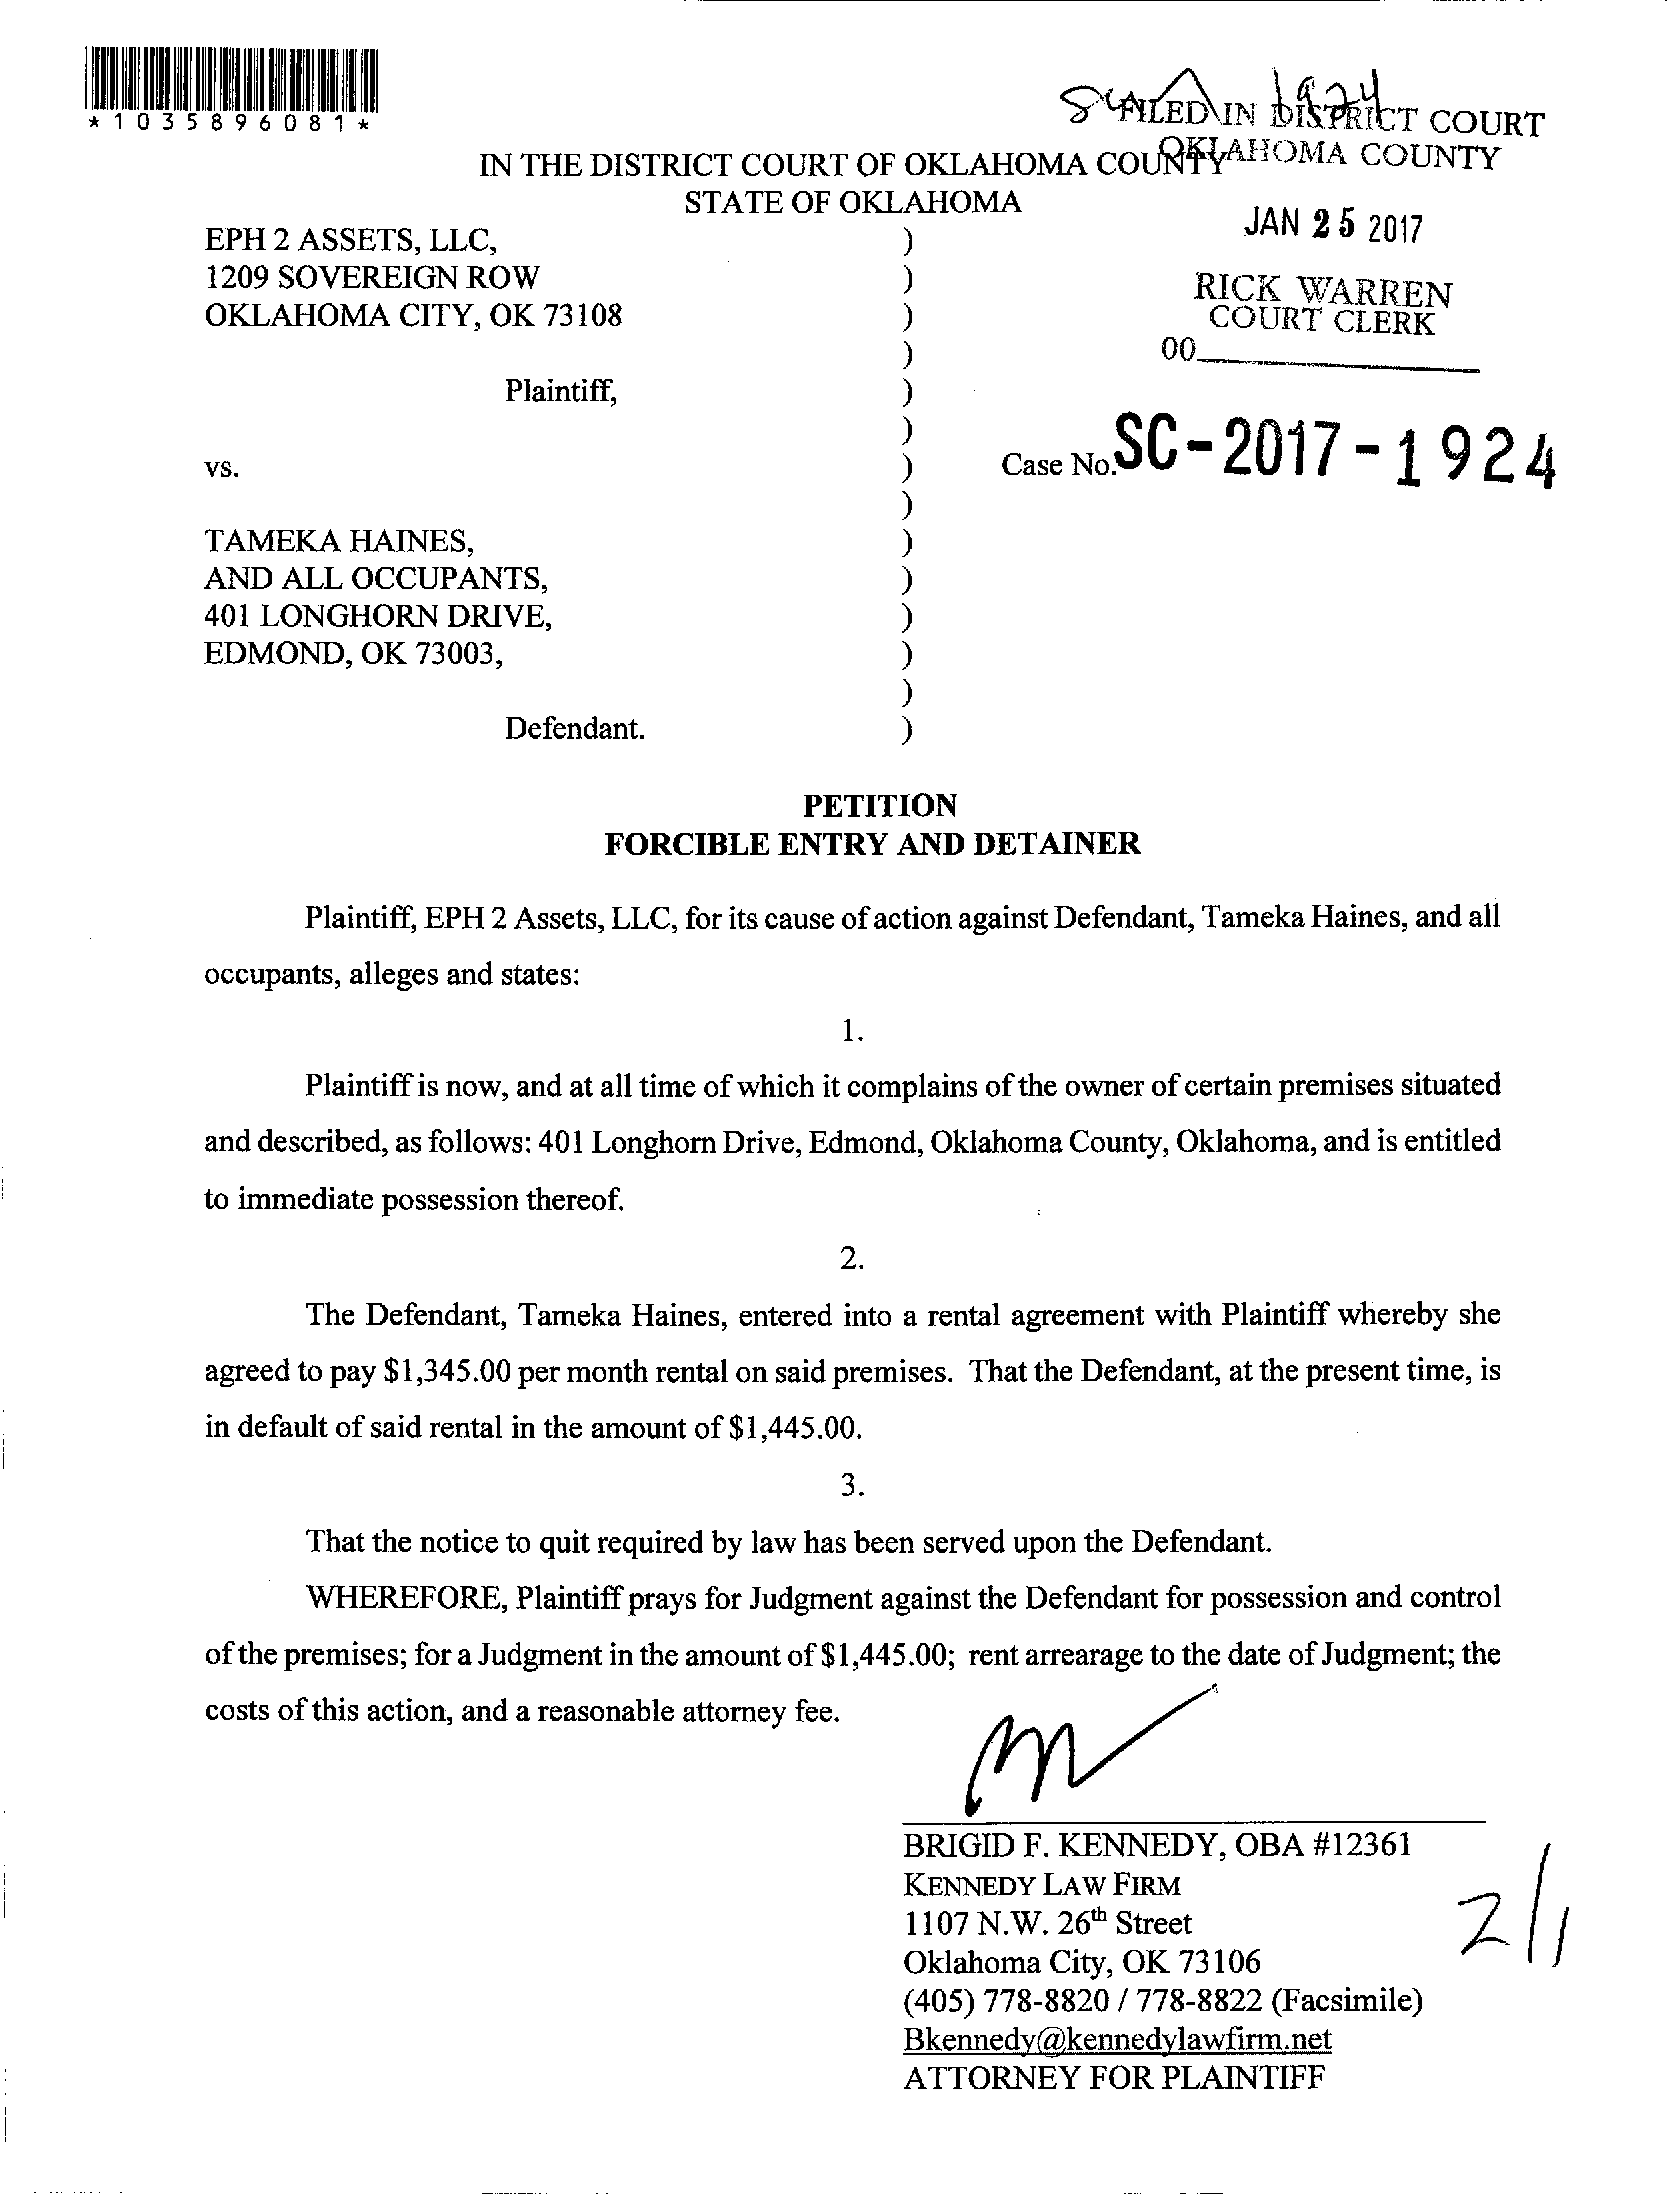 *1035896081*
FILED IN DISTRICT COURT
OKLAHOMA COUNTY
1924
IN THE DISTRICT COURT OF OKLAHOMA COUNTY
STATE OF OKLAHOMA
JAN 25 2017
RICK WARREN
COURT CLERK
00
EPH 2 ASSETS, LLC, )
1209 SOVEREIGN ROW )
OKLAHOMA CITY, OK 73108 )
)
Plaintiff, )
)
vs. ) Case No. SC-2017-1924
)
TAMEKA HAINES, )
AND ALL OCCUPANTS, )
401 LONGHORN DRIVE, )
EDMOND, OK 73003, )
)
Defendant. )
PETITION
FORCIBLE ENTRY AND DETAINER
Plaintiff, EPH 2 Assets, LLC, for its cause of action against Defendant, Tameka Haines, and all
occupants, alleges and states:
1.
Plaintiff is now, and at all time of which it complains of the owner of certain premises situated
and described, as follows: 401 Longhorn Drive, Edmond, Oklahoma County, Oklahoma, and is entitled
to immediate possession thereof.
2.
The Defendant, Tameka Haines, entered into a rental agreement with Plaintiff whereby she
agreed to pay $1,345.00 per month rental on said premises. That the Defendant, at the present time, is
in default of said rental in the amount of $1,445.00.
3.
That the notice to quit required by law has been served upon the Defendant.
WHEREFORE, Plaintiff prays for Judgment against the Defendant for possession and control
of the premises; for a Judgment in the amount of $1,445.00; rent arrearage to the date of Judgment; the
costs of this action, and a reasonable attorney fee.
BRIGID F. KENNEDY, OBA #12361
KENNEDY LAW FIRM
1107 N.W. 26th Street
Oklahoma City, OK 73106
(405) 778-8820 / 778-8822 (Facsimile)
Bkennedy@kennedylawfirm.net
ATTORNEY FOR PLAINTIFF
2/1